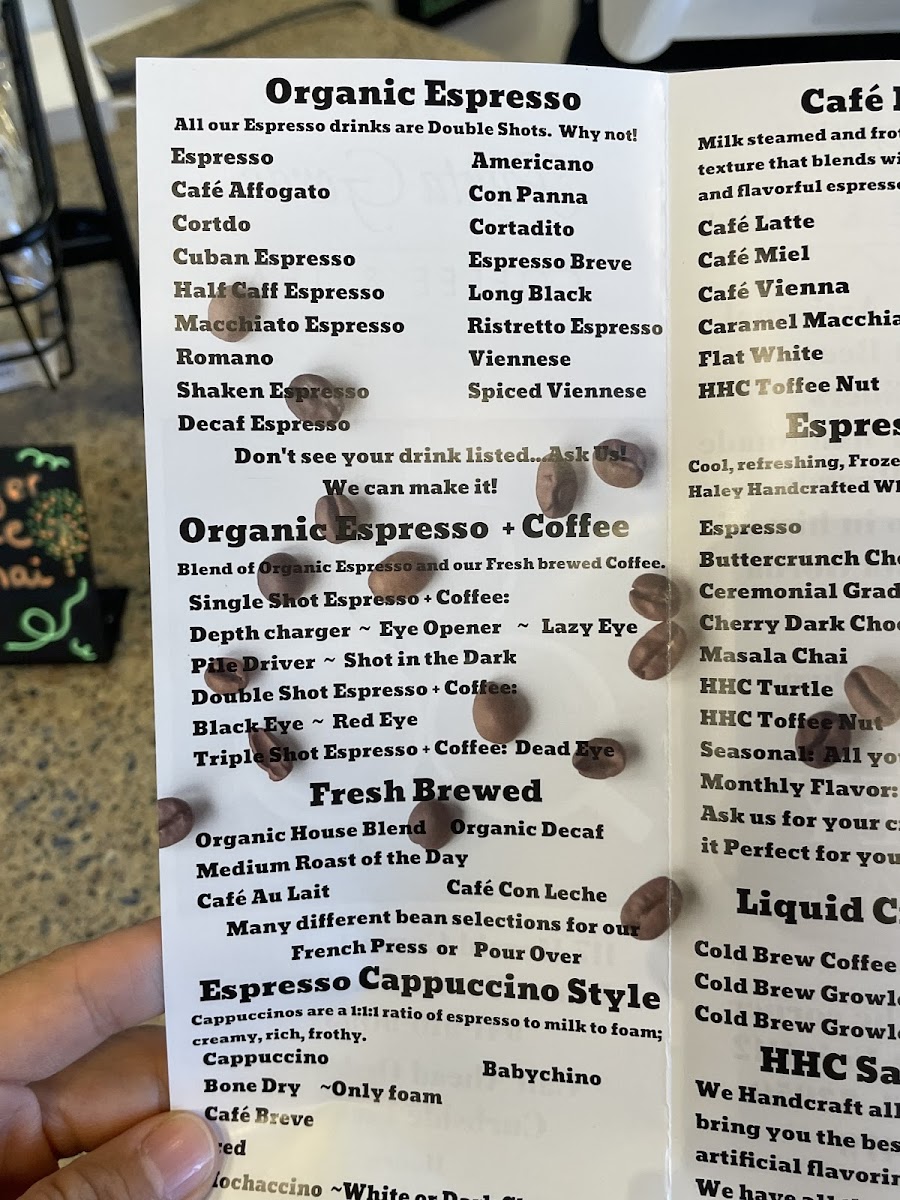 Organic Espresso
All our Espresso drinks are Double Shots. Why not!
Espresso Americano
Café Affogato Con Panna
Cortdo Cortadito
Cuban Espresso Espresso Breve
Half Caff Espresso Long Black
Macchiato Espresso Ristretto Espresso
Romano Viennese
Shaken Espresso Spiced Viennese
Decaf Espresso
Don't see your drink listed...Ask Us!
We can make it!
Organic Espresso + Coffee
Blend of Organic Espresso and our Fresh brewed Coffee.
Single Shot Espresso + Coffee:
Depth charger ~ Eye Opener ~ Lazy Eye
Pile Driver ~ Shot in the Dark
Double Shot Espresso + Coffee:
Black Eye ~ Red Eye
Triple Shot Espresso + Coffee: Dead Eye
Fresh Brewed
Organic House Blend Organic Decaf
Medium Roast of the Day
Café Au Lait Café Con Leche
Many different bean selections for our
French Press or Pour Over
Espresso Cappuccino Style
Cappuccinos are a 1:1:1 ratio of espresso to milk to foam;
creamy, rich, frothy.
Cappuccino Babychino
Bone Dry ~Only foam
Café Breve
~White or
Café
Milk steamed and
texture that blends
and flavorful
Café Latte
Café Miel
Café Vienna
Caramel
Flat White
HHC Toffee Nut
Cool, refreshing,
Haley Handcrafted
Espresso
Buttercrunch
Ceremonial
Cherry Dark
Masala Chai
HHC Turtle
HHC Toffee Nut
Seasonal: All
Monthly Flavor:
Ask us for your
it Perfect for
Liquid
Cold Brew Coffee
Cold Brew
Cold Brew
HHC
We Handcraft
bring you the
artificial
We have